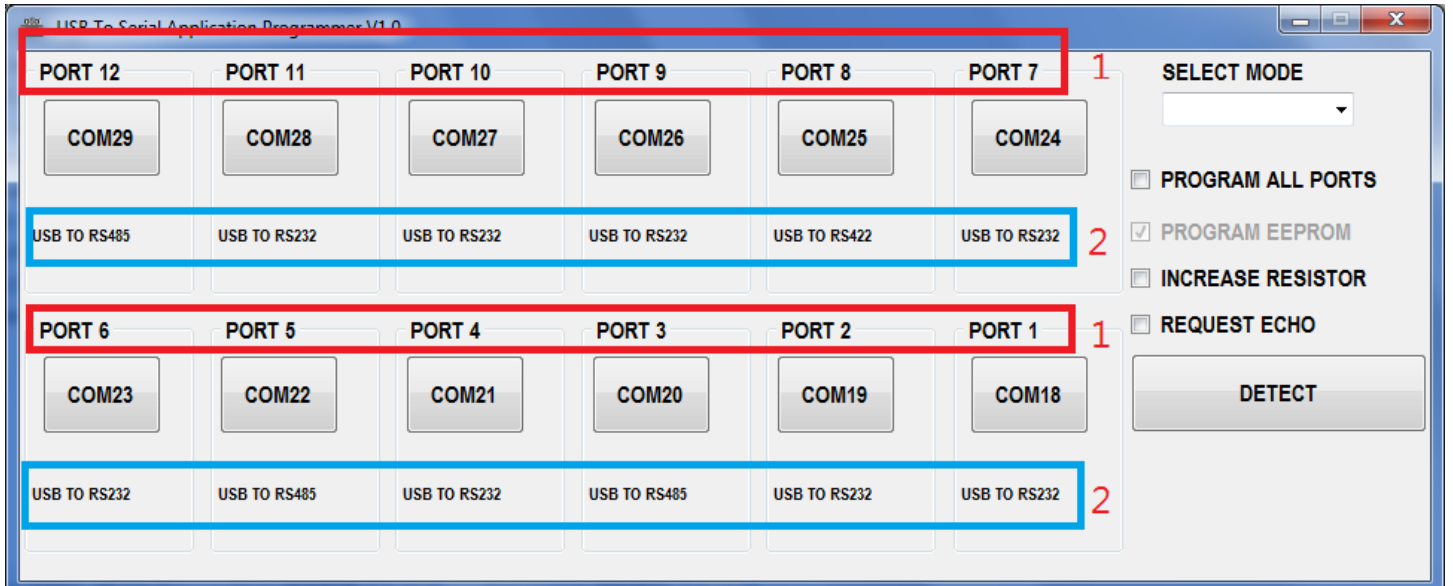 USB To Serial Application Programmer V1.0
PORT 12 PORT 11 PORT 10 PORT 9 PORT 8 PORT 7 1 SELECT MODE
COM29 COM28 COM27 COM26 COM25 COM24
PROGRAM ALL PORTS
USB TO RS485 USB TO RS232 USB TO RS232 USB TO RS232 USB TO RS422 USB TO RS232 2 PROGRAM EEPROM
INCREASE RESISTOR
PORT 6 PORT 5 PORT 4 PORT 3 PORT 2 PORT 1 1 REQUEST ECHO
COM23 COM22 COM21 COM20 COM19 COM18 DETECT
USB TO RS232 USB TO RS485 USB TO RS232 USB TO RS485 USB TO RS232 USB TO RS232 2